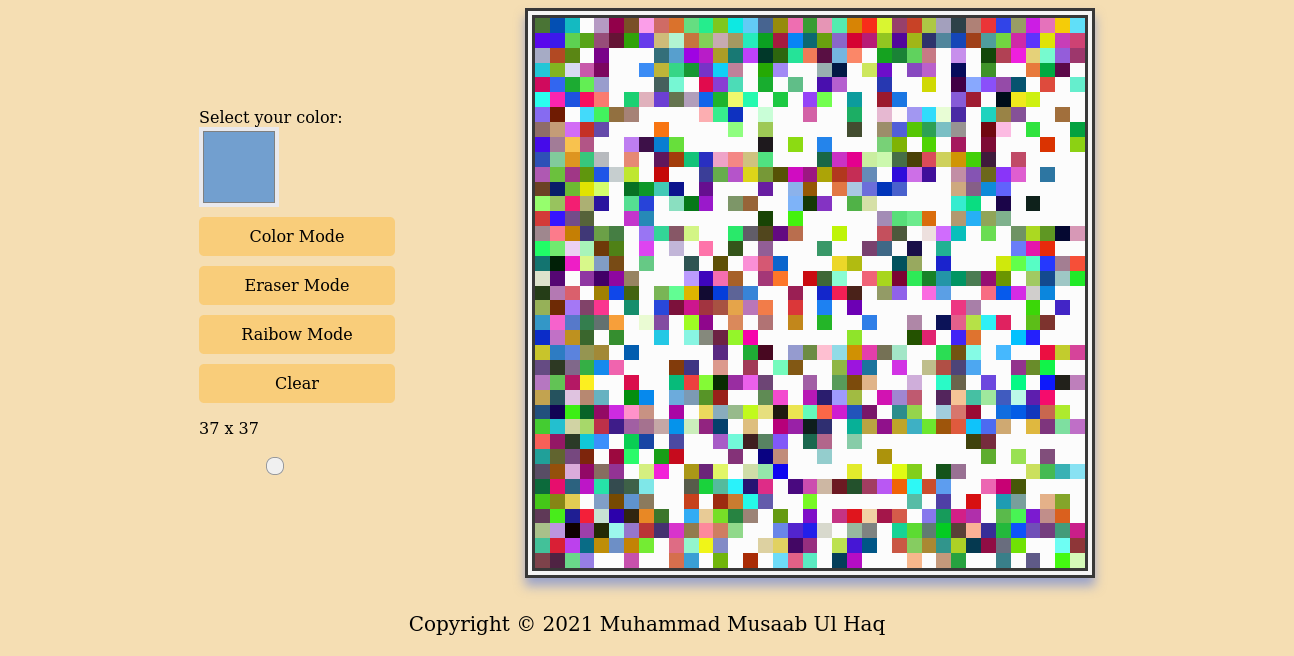 Select your color:
Color Mode
Eraser Mode
Raibow Mode
Clear
37 x 37
Copyright © 2021 Muhammad Musaab Ul Haq